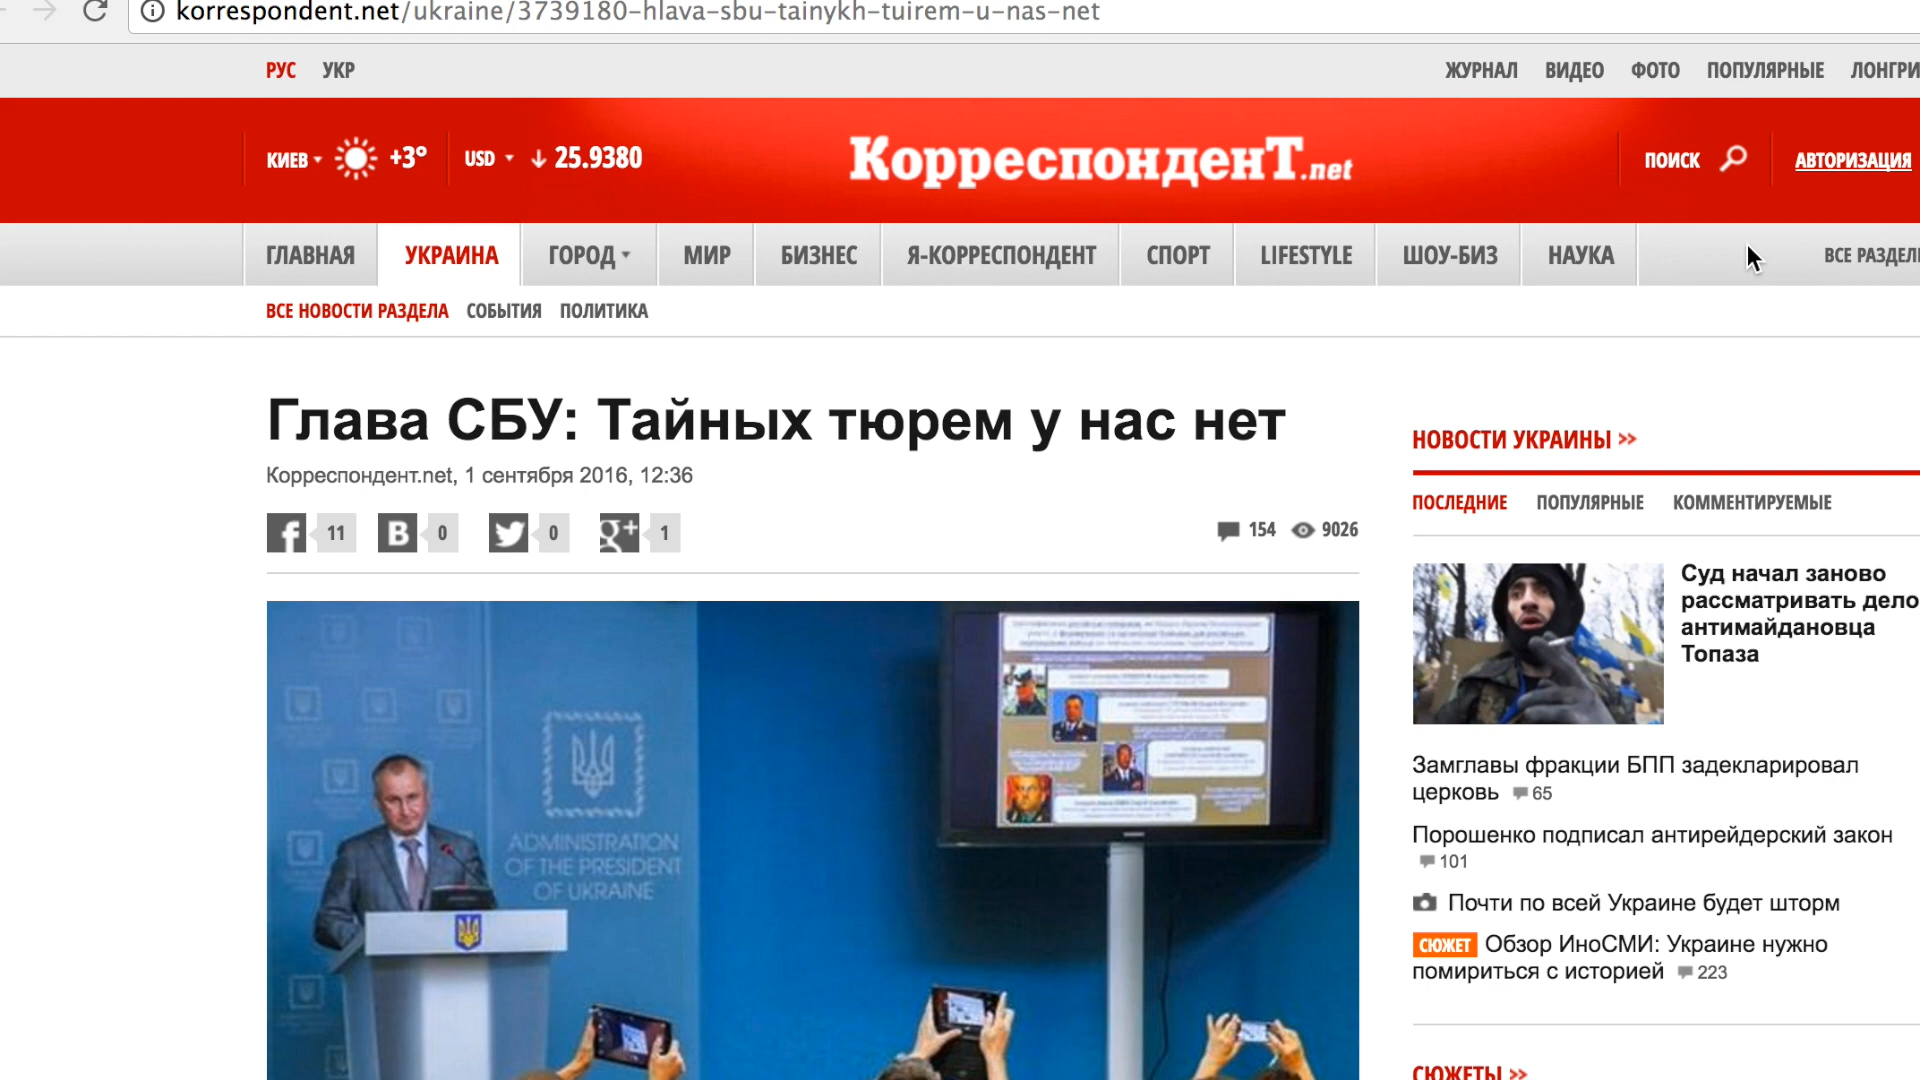 korrespondent.net/ukraine/3739180-hlava-sbu-tainykh-tuirem-u-nas-net
РУС УКР ЖУРНАЛ ВИДЕО ФОТО ПОПУЛЯРНЫЕ ЛОНГРИ
КИЕВ +3° USD 25.9380 КорреспонденТ.net ПОИСК АВТОРИЗАЦИЯ
ГЛАВНАЯ УКРАИНА ГОРОД МИР БИЗНЕС Я-КОРРЕСПОНДЕНТ СПОРТ LIFESTYLE ШОУ-БИЗ НАУКА ВСЕ РАЗДЕЛ
ВСЕ НОВОСТИ РАЗДЕЛА СОБЫТИЯ ПОЛИТИКА
Глава СБУ: Тайных тюрем у нас нет
Корреспондент.net, 1 сентября 2016, 12:36
f 11 B 0 0 g+ 1 154 9026
ADMINISTRATION
OF THE PRESIDENT
OF UKRAINE
НОВОСТИ УКРАИНЫ >>
ПОСЛЕДНИЕ ПОПУЛЯРНЫЕ КОММЕНТИРУЕМЫЕ
Суд начал заново
рассматривать дело
антимайдановца
Топаза
Замглавы фракции БПП задекларировал
церковь 65
Порошенко подписал антирейдерский закон
101
Почти по всей Украине будет шторм
СЮЖЕТ Обзор ИноСМИ: Украине нужно
помириться с историей 223
СЮЖЕТЫ >>